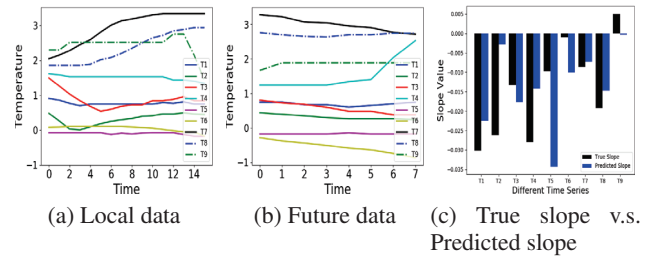 3
2
1
0
−1
Temperature
0
2
4
6
8
10
12
14
Time
T1
T2
T3
T4
T5
T6
T7
T8
T9
(a) Local data
3
2
1
0
−1
Temperature
0
1
2
3
4
5
6
7
Time
T1
T2
T3
T4
T5
T6
T7
T8
T9
(b) Future data
0.005
0.000
−0.005
−0.010
−0.015
−0.020
−0.025
−0.030
−0.035
Slope Value
True Slope
Predicted Slope
T1
T2
T3
T4
T5
T6
T7
T8
T9
Different Time Series
(c) True slope v.s.
Predicted slope